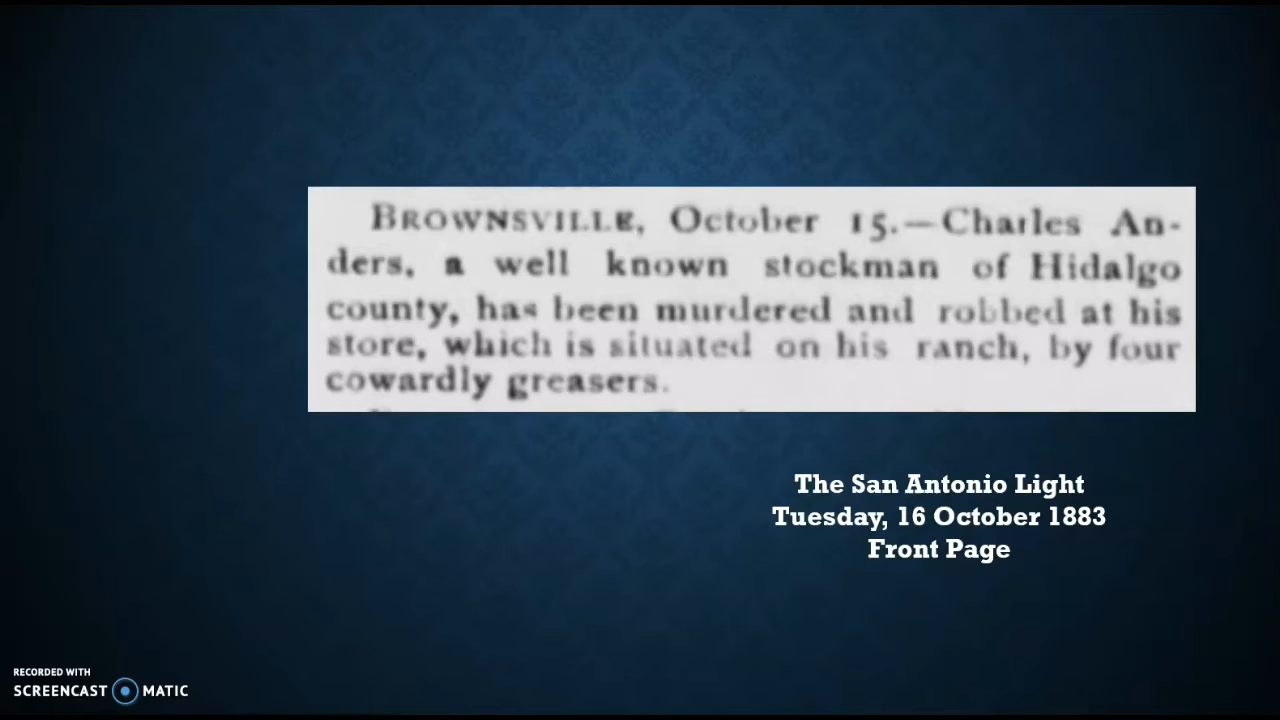 BROWNSVILLE, October 15.—Charles An-
ders, a well known stockman of Hidalgo
county, has been murdered and robbed at his
store, which is situated on his ranch, by four
cowardly greasers.
The San Antonio Light
Tuesday, 16 October 1883
Front Page
RECORDED WITH
SCREENCAST MATIC